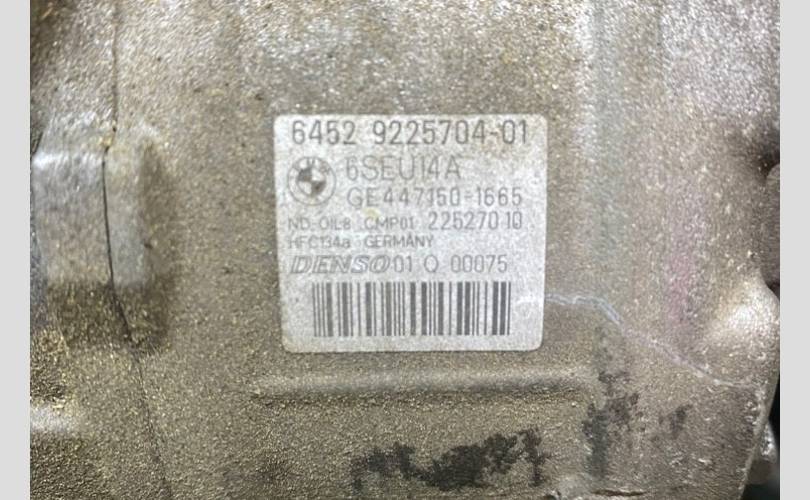 6452 9225704-01
6SEU14A
GE447150-1665
ND-OIL8 CMP01 22527010
HFC134a GERMANY
DENSO 01 Q 00075